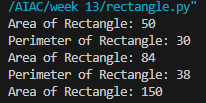 /AIAC/week 13/rectangle.py"
Area of Rectangle: 50
Perimeter of Rectangle: 30
Area of Rectangle: 84
Perimeter of Rectangle: 38
Area of Rectangle: 150